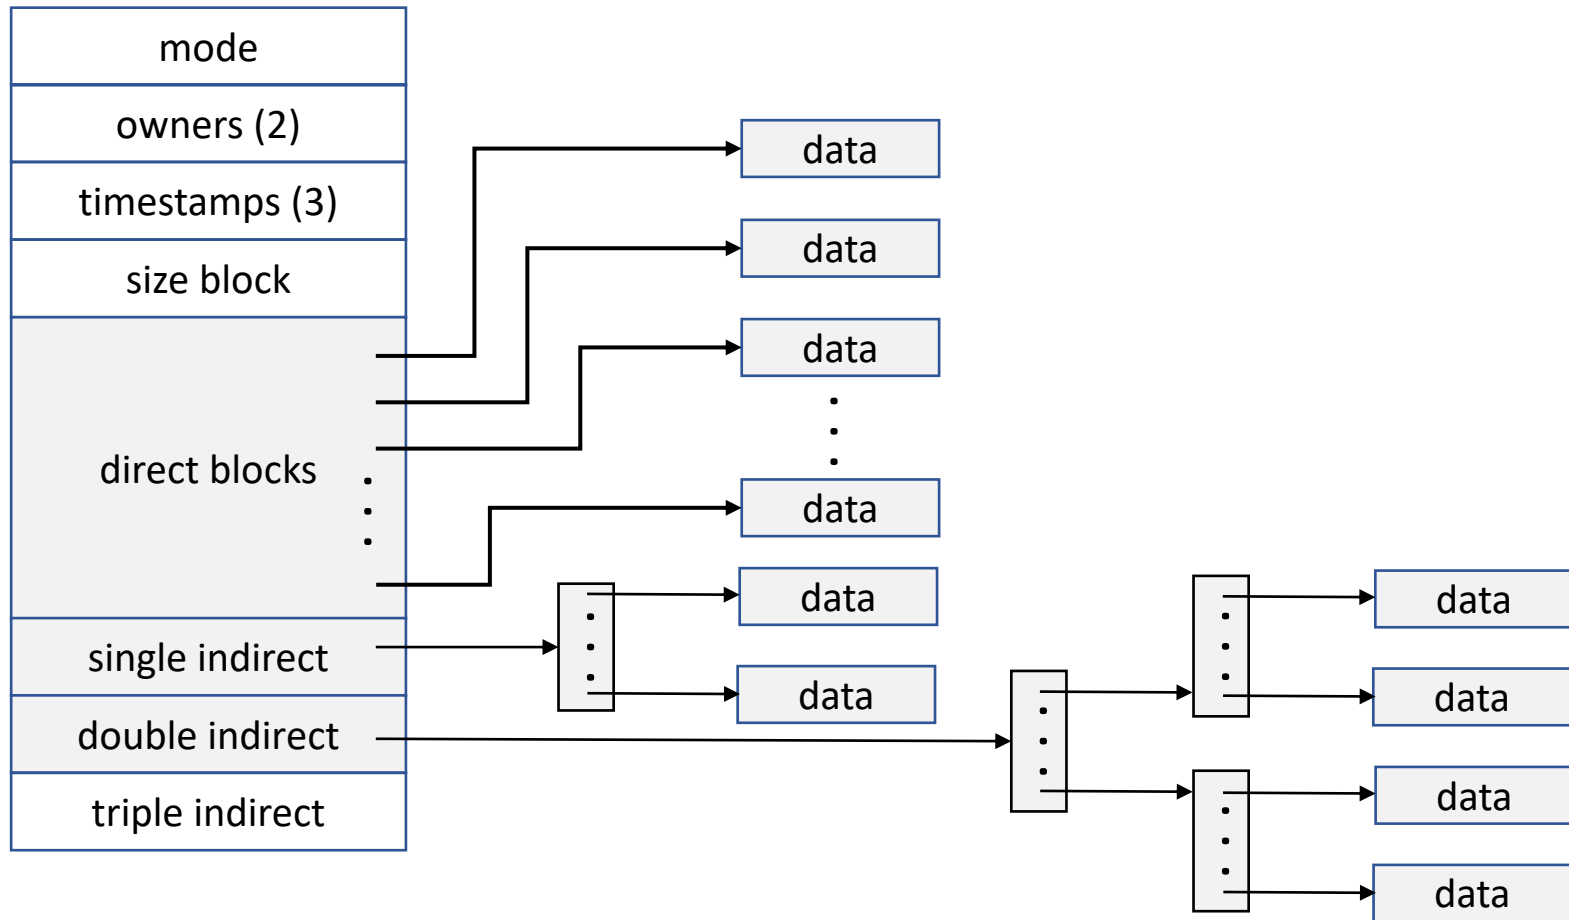 mode
owners (2)
timestamps (3)
size block
direct blocks
single indirect
double indirect
triple indirect
data
data
data
data
data
data
data
data
data
data